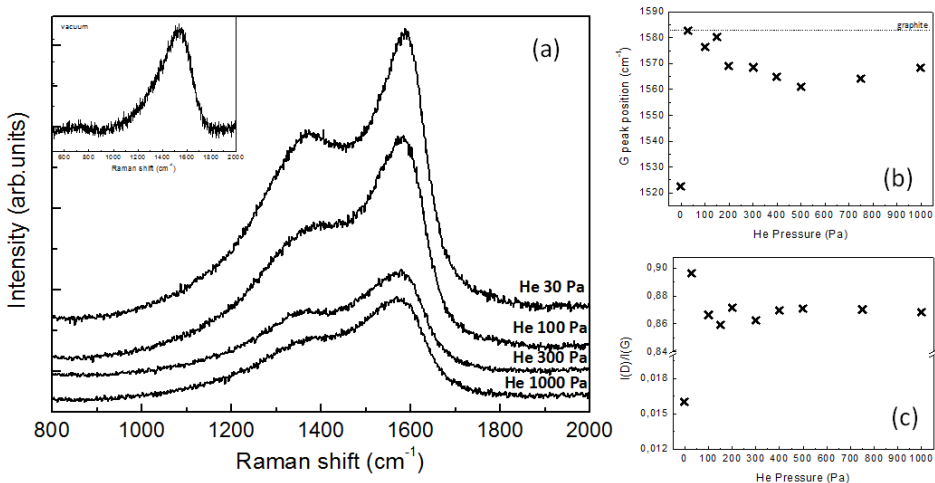 vacuum
600 800 1000 1200 1400 1600 1800 2000
Raman shift (cm-1)
(a)
Intensity (arb.units)
He 30 Pa
He 100 Pa
He 300 Pa
He 1000 Pa
800 1000 1200 1400 1600 1800 2000
Raman shift (cm-1)
1590
1580
1570
1560
1550
1540
1530
1520
G peak position (cm-1)
graphite
(b)
0 100 200 300 400 500 600 700 800 900 1000
He Pressure (Pa)
0,90
0,88
0,86
0,84
0,018
0,015
0,012
I(D)/I(G)
(c)
0 100 200 300 400 500 600 700 800 900 1000
He Pressure (Pa)